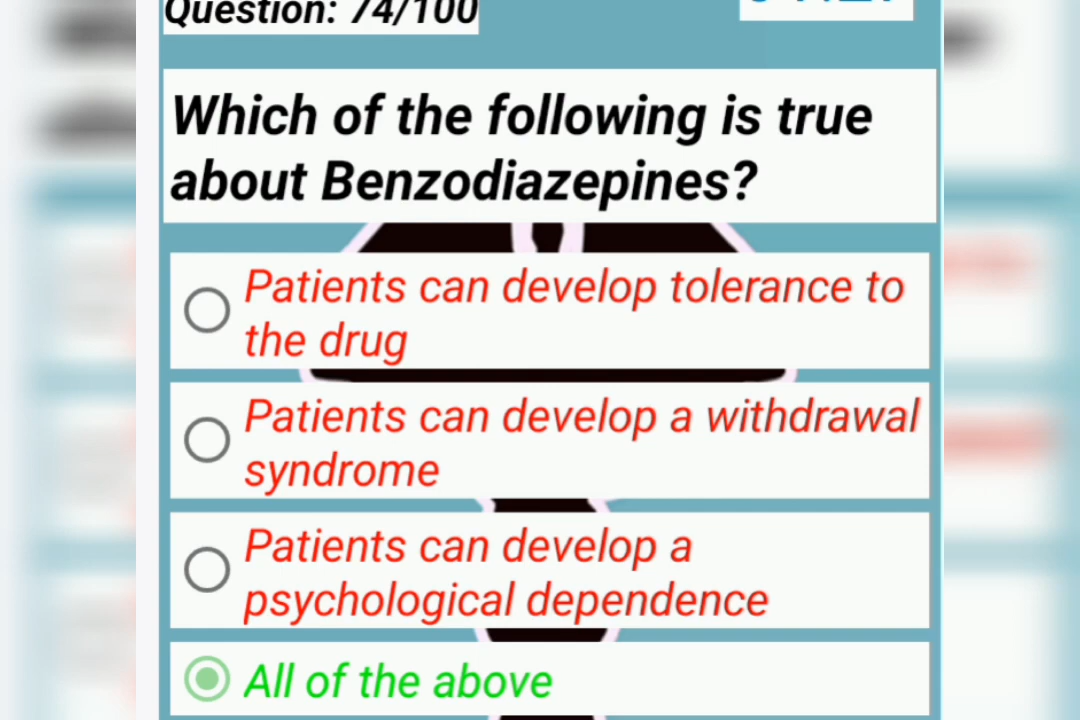 Question: 74/100
Which of the following is true
about Benzodiazepines?
Patients can develop tolerance to
the drug
Patients can develop a withdrawal
syndrome
Patients can develop a
psychological dependence
All of the above